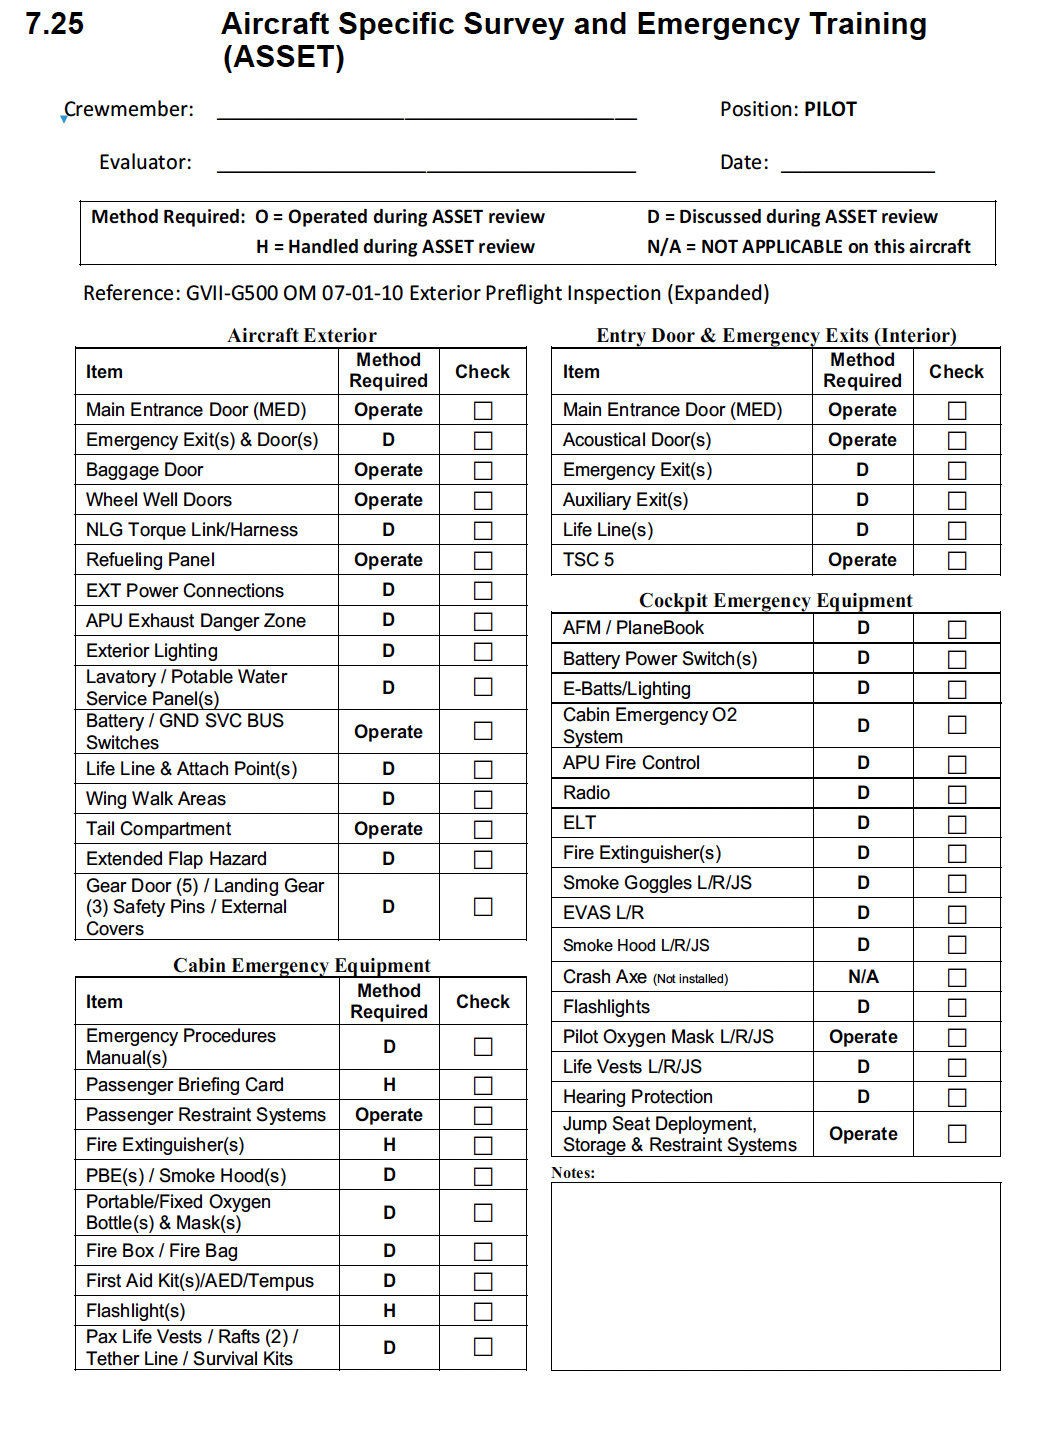 7.25 Aircraft Specific Survey and Emergency Training
(ASSET)
Crewmember: ________________________________________ Position: PILOT
Evaluator: ________________________________________ Date: _______________
Method Required: O = Operated during ASSET review D = Discussed during ASSET review
H = Handled during ASSET review N/A = NOT APPLICABLE on this aircraft
Reference: GVII-G500 OM 07-01-10 Exterior Preflight Inspection (Expanded)
Aircraft Exterior
Item Method Required Check
Main Entrance Door (MED) Operate ☐
Emergency Exit(s) & Door(s) D ☐
Baggage Door Operate ☐
Wheel Well Doors Operate ☐
NLG Torque Link/Harness D ☐
Refueling Panel Operate ☐
EXT Power Connections D ☐
APU Exhaust Danger Zone D ☐
Exterior Lighting D ☐
Lavatory / Potable Water
Service Panel(s) D ☐
Battery / GND SVC BUS
Switches Operate ☐
Life Line & Attach Point(s) D ☐
Wing Walk Areas D ☐
Tail Compartment Operate ☐
Extended Flap Hazard D ☐
Gear Door (5) / Landing Gear
(3) Safety Pins / External
Covers D ☐
Cabin Emergency Equipment
Item Method Required Check
Emergency Procedures
Manual(s) D ☐
Passenger Briefing Card H ☐
Passenger Restraint Systems Operate ☐
Fire Extinguisher(s) H ☐
PBE(s) / Smoke Hood(s) D ☐
Portable/Fixed Oxygen
Bottle(s) & Mask(s) D ☐
Fire Box / Fire Bag D ☐
First Aid Kit(s)/AED/Tempus D ☐
Flashlight(s) H ☐
Pax Life Vests / Rafts (2) /
Tether Line / Survival Kits D ☐
Entry Door & Emergency Exits (Interior)
Item Method Required Check
Main Entrance Door (MED) Operate ☐
Acoustical Door(s) Operate ☐
Emergency Exit(s) D ☐
Auxiliary Exit(s) D ☐
Life Line(s) D ☐
TSC 5 Operate ☐
Cockpit Emergency Equipment
AFM / PlaneBook D ☐
Battery Power Switch(s) D ☐
E-Batts/Lighting D ☐
Cabin Emergency O2
System D ☐
APU Fire Control D ☐
Radio D ☐
ELT D ☐
Fire Extinguisher(s) D ☐
Smoke Goggles L/R/JS D ☐
EVAS L/R D ☐
Smoke Hood L/R/JS D ☐
Crash Axe (Not installed) N/A ☐
Flashlights D ☐
Pilot Oxygen Mask L/R/JS Operate ☐
Life Vests L/R/JS D ☐
Hearing Protection D ☐
Jump Seat Deployment,
Storage & Restraint Systems Operate ☐
Notes: